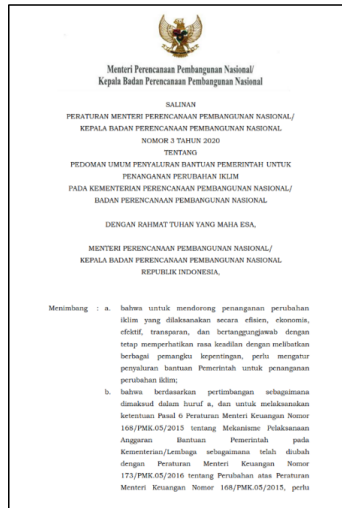 Menteri Perencanaan Pembangunan Nasional/
Kepala Badan Perencanaan Pembangunan Nasional
SALINAN
PERATURAN MENTERI PERENCANAAN PEMBANGUNAN NASIONAL/
KEPALA BADAN PERENCANAAN PEMBANGUNAN NASIONAL
NOMOR 3 TAHUN 2020
TENTANG
PEDOMAN UMUM PENYALURAN BANTUAN PEMERINTAH UNTUK
PENANGANAN PERUBAHAN IKLIM
PADA KEMENTERIAN PERENCANAAN PEMBANGUNAN NASIONAL/
BADAN PERENCANAAN PEMBANGUNAN NASIONAL
DENGAN RAHMAT TUHAN YANG MAHA ESA,
MENTERI PERENCANAAN PEMBANGUNAN NASIONAL/
KEPALA BADAN PERENCANAAN PEMBANGUNAN NASIONAL
REPUBLIK INDONESIA,
Menimbang : a. bahwa untuk mendorong penanganan perubahan
iklim yang dilaksanakan secara efisien, ekonomis,
efektif, transparan, dan bertanggungjawab dengan
tetap memperhatikan rasa keadilan dengan melibatkan
berbagai pemangku kepentingan, perlu mengatur
penyaluran bantuan Pemerintah untuk penanganan
perubahan iklim;
b. bahwa berdasarkan pertimbangan sebagaimana
dimaksud dalam huruf a, dan untuk melaksanakan
ketentuan Pasal 6 Peraturan Menteri Keuangan Nomor
168/PMK.05/2015 tentang Mekanisme Pelaksanaan
Anggaran Bantuan Pemerintah pada
Kementerian/Lembaga sebagaimana telah diubah
dengan Peraturan Menteri Keuangan Nomor
173/PMK.05/2016 tentang Perubahan atas Peraturan
Menteri Keuangan Nomor 168/PMK.05/2015, perlu